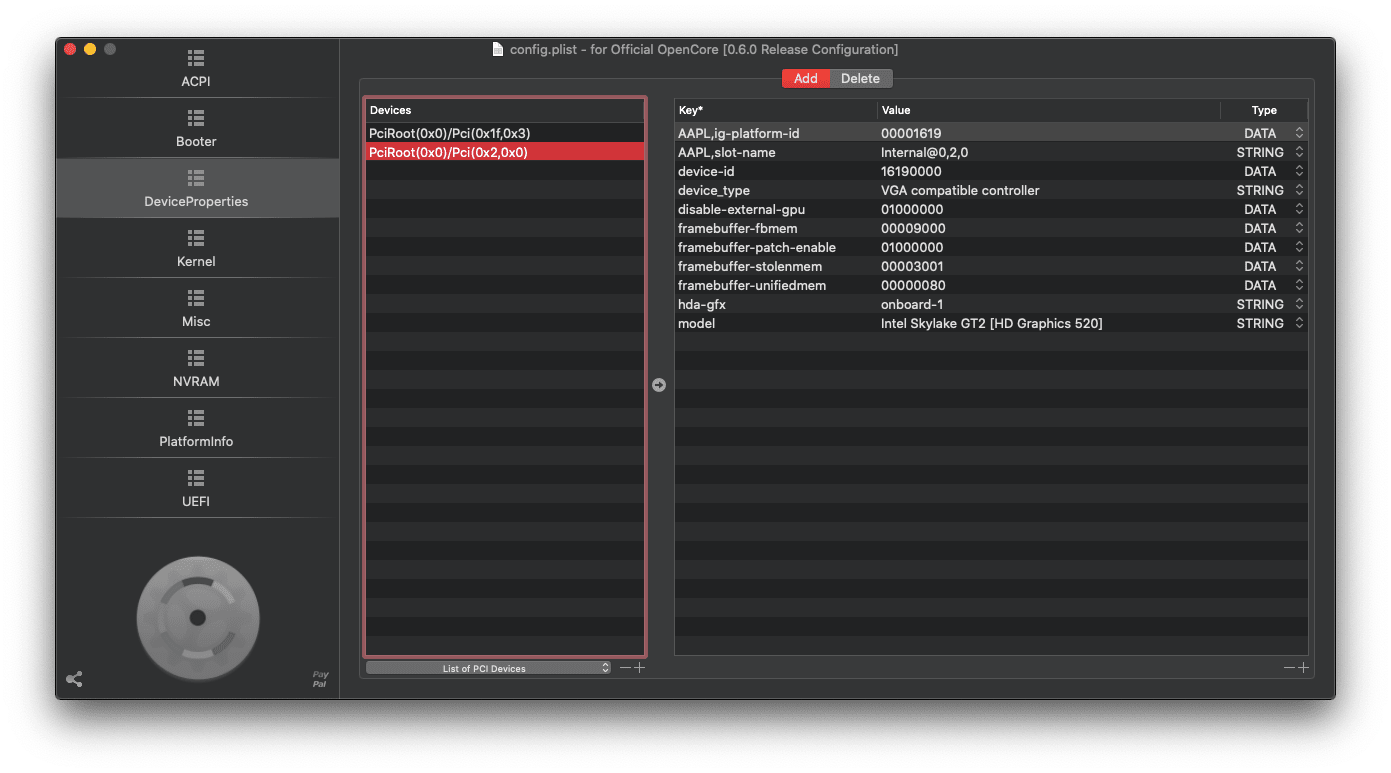 config.plist - for Official OpenCore [0.6.0 Release Configuration]
ACPI
Booter
DeviceProperties
Kernel
Misc
NVRAM
PlatformInfo
UEFI
Pay
Pal
Add Delete
Devices
PciRoot(0x0)/Pci(0x1f,0x3)
PciRoot(0x0)/Pci(0x2,0x0)
List of PCI Devices
Key* Value Type
AAPL,ig-platform-id 00001619 DATA
AAPL,slot-name Internal@0,2,0 STRING
device-id 16190000 DATA
device_type VGA compatible controller STRING
disable-external-gpu 01000000 DATA
framebuffer-fbmem 00009000 DATA
framebuffer-patch-enable 01000000 DATA
framebuffer-stolenmem 00003001 DATA
framebuffer-unifiedmem 00000080 DATA
hda-gfx onboard-1 STRING
model Intel Skylake GT2 [HD Graphics 520] STRING